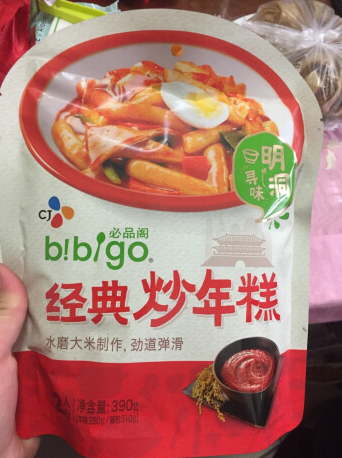 寻味
明洞
CJ
必品阁
bibigo®
经典炒年糕
水磨大米制作, 劲道弹滑
净含量:390克